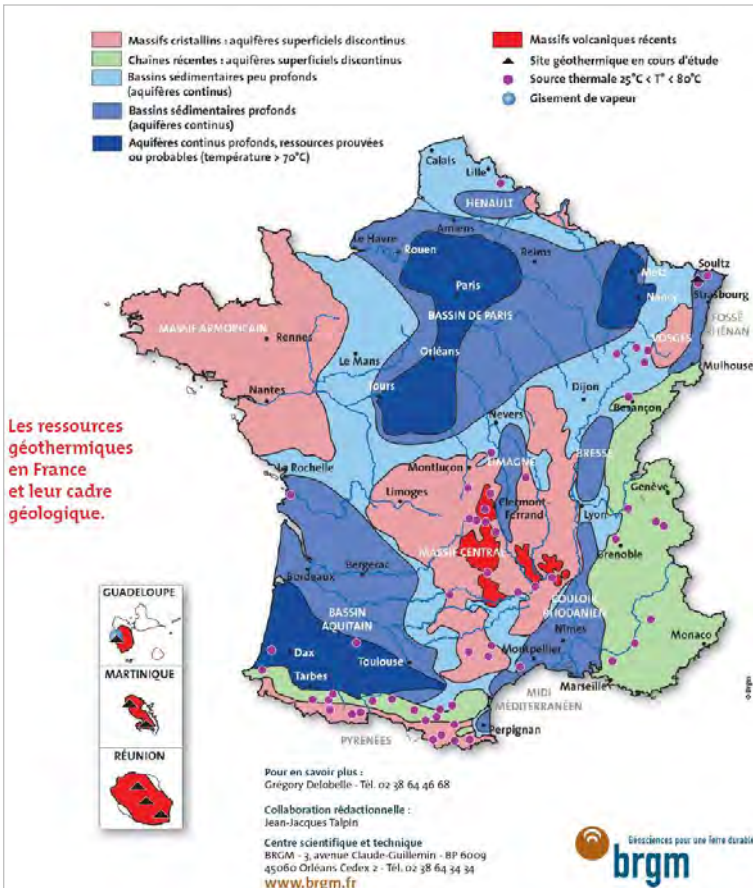 Massifs cristallins : aquifères superficiels discontinus
Chaînes récentes : aquifères superficiels discontinus
Bassins sédimentaires peu profonds
(aquifères continus)
Bassins sédimentaires profonds
(aquifères continus)
Aquifères continus profonds, ressources prouvées
ou probables (température > 70°C)
Massifs volcaniques récents
Site géothermique en cours d'étude
Source thermale 25°C < T° < 80°C
Gisement de vapeur
Calais
Lille
HENAULT
Amiens
Le Havre
Rouen
Reims
Metz
Soultz
Strasbourg
Paris
Nancy
BASSIN DE PARIS
VOSGES
FOSSÉ
RHÉNAN
MASSIF ARMORICAIN
Rennes
Le Mans
Orléans
Mulhouse
Nantes
Tours
Dijon
Besançon
Nevers
Les ressources
géothermiques
en France
et leur cadre
géologique.
La Rochelle
Montluçon
LIMAGNE
BRESSE
Limoges
Clermont-
Ferrand
Genève
Lyon
MASSIF CENTRAL
Grenoble
Bordeaux
Bergerac
COULOIR
RHODANIEN
BASSIN
AQUITAIN
Nîmes
Dax
Toulouse
Montpellier
Monaco
Tarbes
Marseille
MIDI
MÉDITERRANÉEN
Perpignan
PYRENÉES
GUADELOUPE
MARTINIQUE
RÉUNION
Pour en savoir plus :
Grégory Delobelle - Tél. 02 38 64 46 68
Collaboration rédactionnelle :
Jean-Jacques Talpin
Centre scientifique et technique
BRGM - 3, avenue Claude-Guillemin - BP 6009
45060 Orléans Cedex 2 - Tél. 02 38 64 34 34
www.brgm.fr
Géosciences pour une Terre durable
brgm